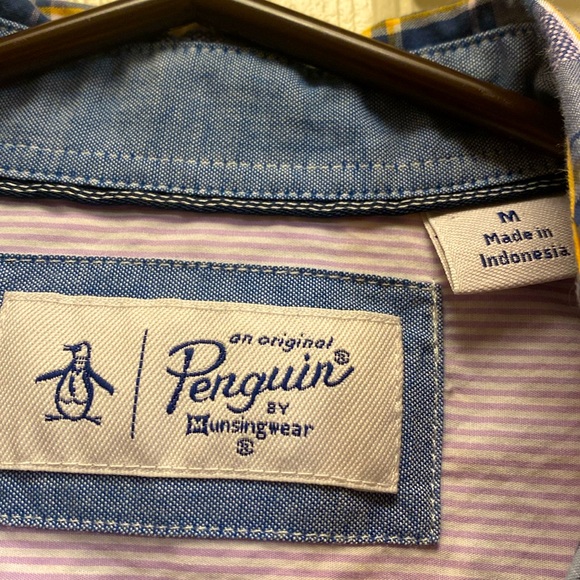 an original
Penguin®
BY
Munsingwear
®
M
Made in
Indonesia